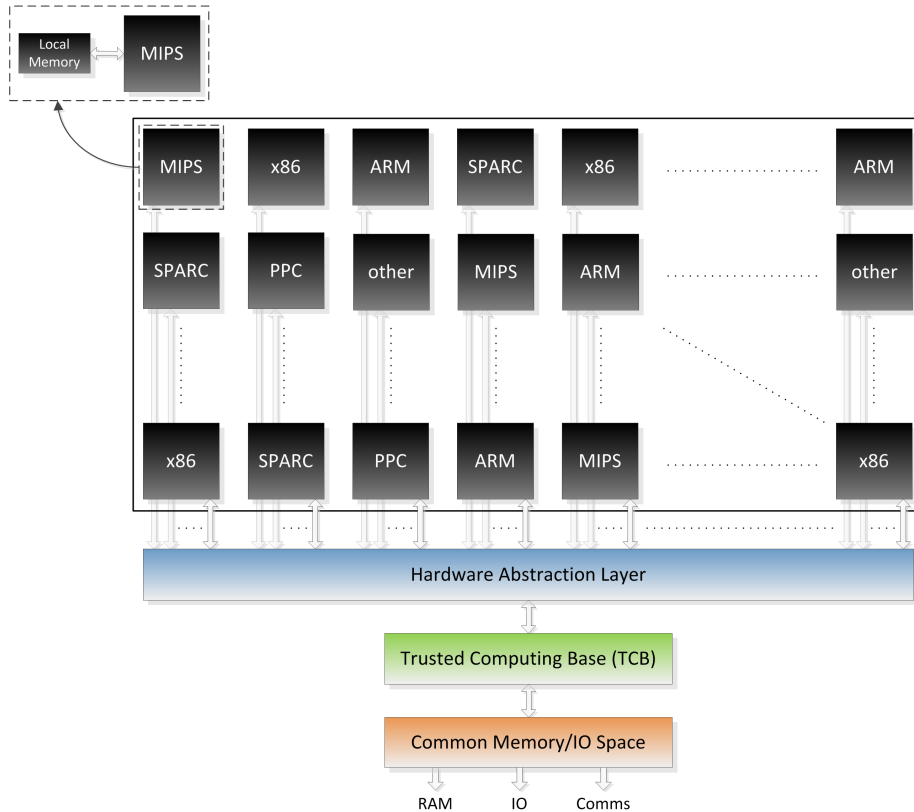 Local Memory MIPS
MIPS x86 ARM SPARC x86 ARM
SPARC PPC other MIPS ARM other
x86 SPARC PPC ARM MIPS x86
Hardware Abstraction Layer
Trusted Computing Base (TCB)
Common Memory/IO Space
RAM IO Comms